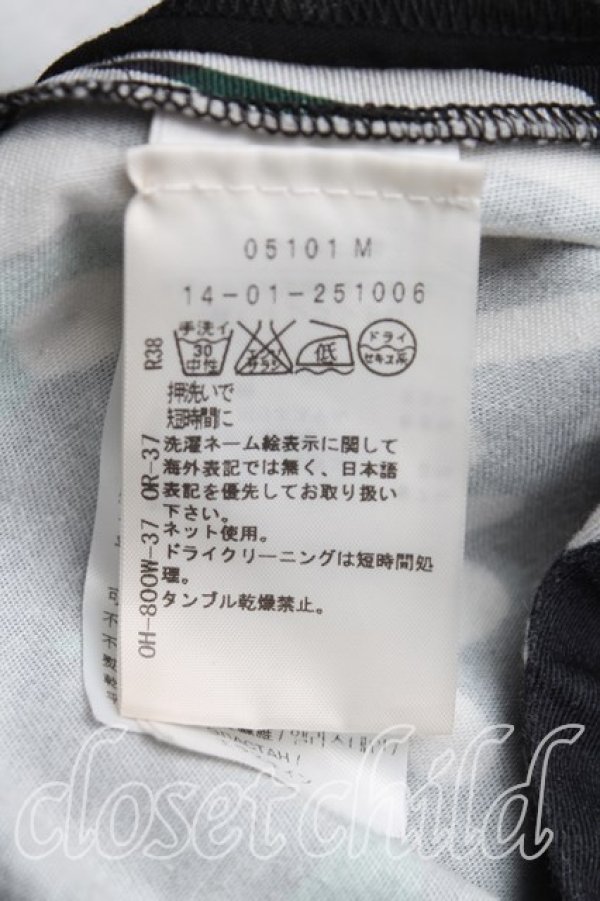 05101 M
14-01-251006
R38
手洗イ
30
中性
エンソ
低
ドライ
セキユ系
押洗いで
短時間に
OH-800W-37 OR-37
洗濯ネーム絵表示に関して
海外表記では無く、日本語
表記を優先してお取り扱い
下さい。
ネット使用。
ドライクリーニングは短時間処
理。
タンブル乾燥禁止。
closet child